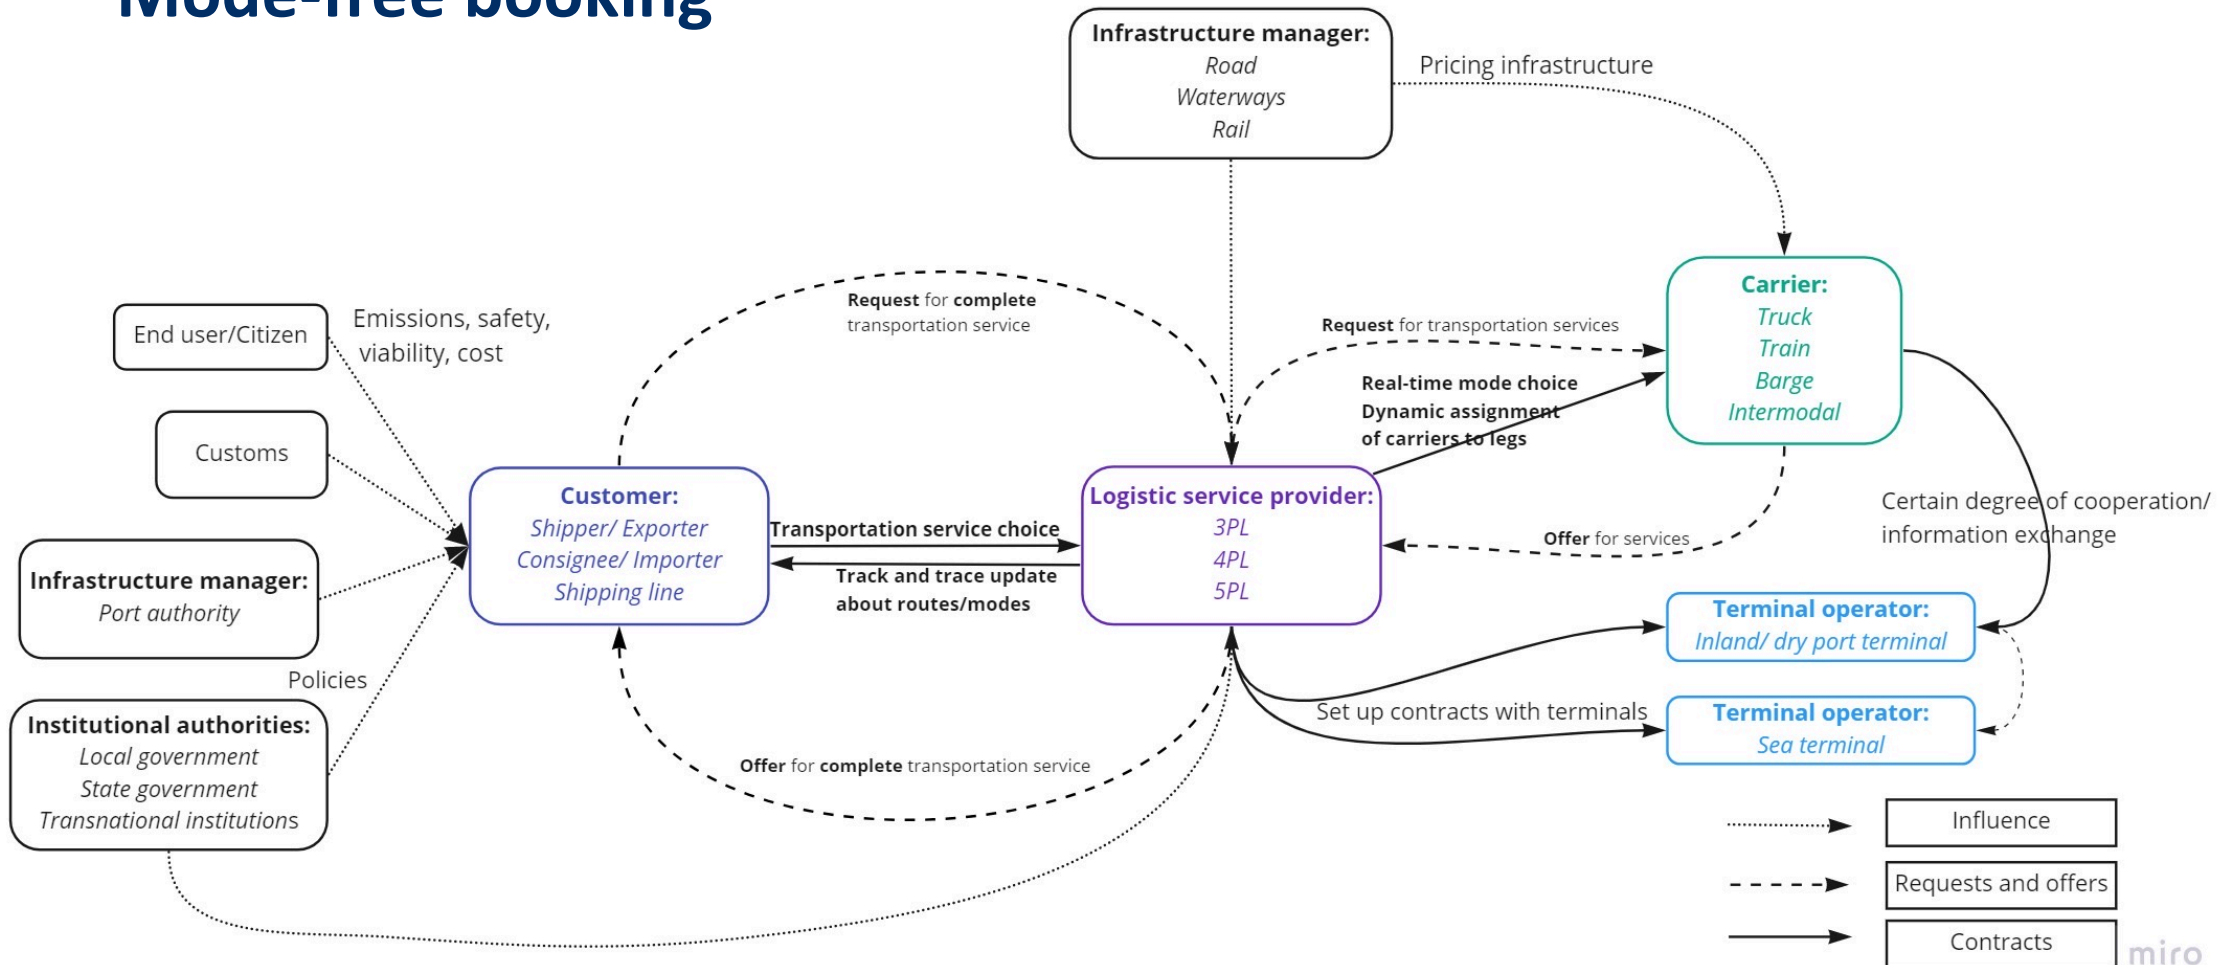 Mode-free booking
Infrastructure manager:
Road
Waterways
Rail
Pricing infrastructure
End user/Citizen
Emissions, safety,
viability, cost
Customs
Infrastructure manager:
Port authority
Policies
Institutional authorities:
Local government
State government
Transnational institutions
Request for complete
transportation service
Customer:
Shipper/ Exporter
Consignee/ Importer
Shipping line
Transportation service choice
Track and trace update
about routes/modes
Offer for complete transportation service
Logistic service provider:
3PL
4PL
5PL
Request for transportation services
Real-time mode choice
Dynamic assignment
of carriers to legs
Offer for services
Carrier:
Truck
Train
Barge
Intermodal
Certain degree of cooperation/
information exchange
Terminal operator:
Inland/ dry port terminal
Set up contracts with terminals
Terminal operator:
Sea terminal
Influence
Requests and offers
Contracts
miro